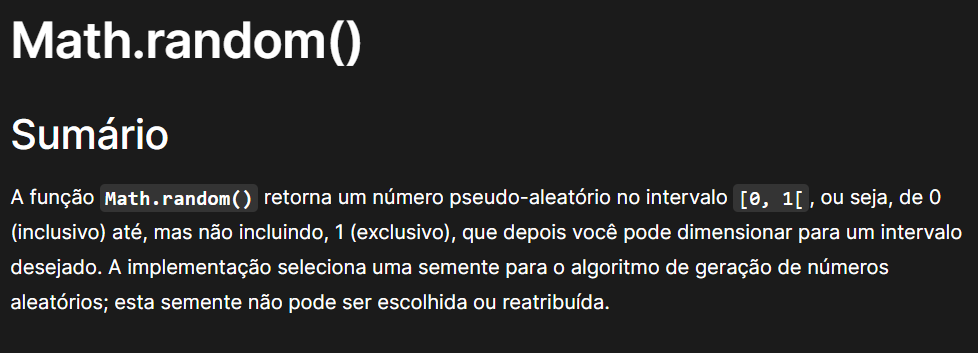 Math.random()
Sumário
A função Math.random() retorna um número pseudo-aleatório no intervalo [0, 1[, ou seja, de 0
(inclusivo) até, mas não incluindo, 1 (exclusivo), que depois você pode dimensionar para um intervalo
desejado. A implementação seleciona uma semente para o algoritmo de geração de números
aleatórios; esta semente não pode ser escolhida ou reatribuída.